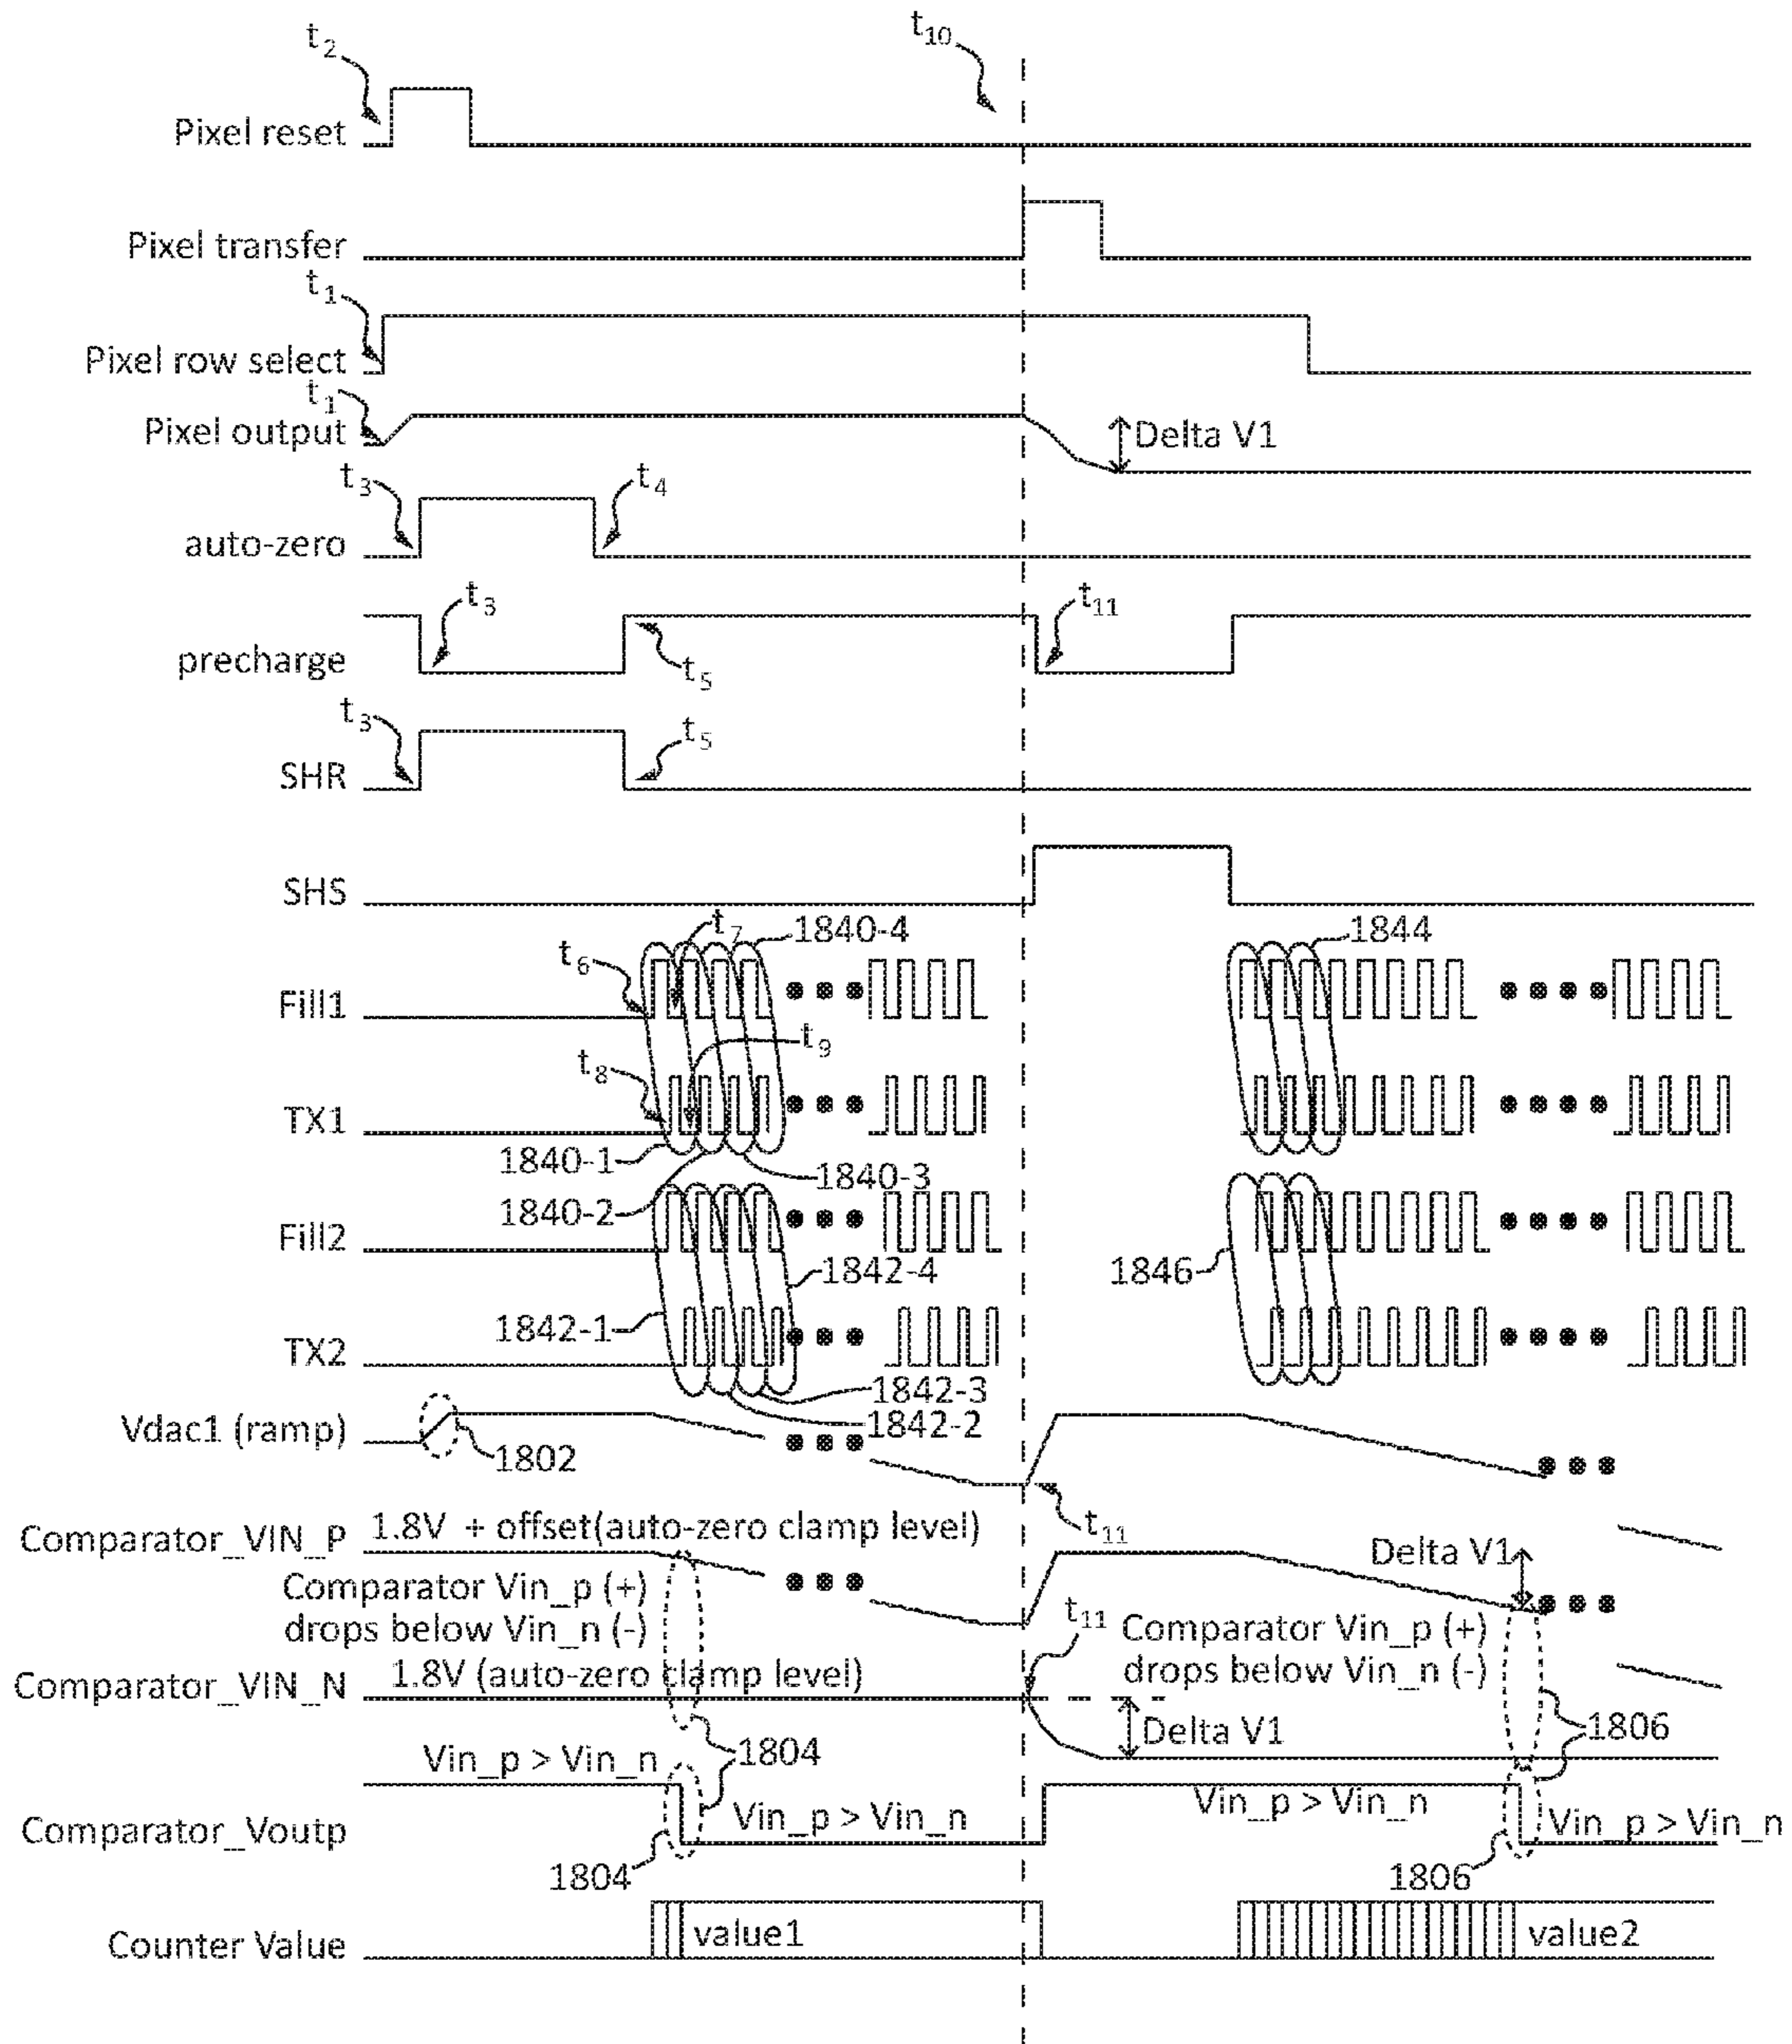 t2
t10
Pixel reset
Pixel transfer
t1
Pixel row select
t1
Pixel output
Delta V1
t3
t4
auto-zero
t3
t11
precharge
t5
t3
t5
SHR
SHS
t7
1840-4
1844
t6
Fill1
t9
t8
TX1
1840-1
1840-3
1840-2
Fill2
1842-4
1846
1842-1
TX2
1842-3
1842-2
Vdac1 (ramp)
1802
t11
Comparator_VIN_P
1.8V + offset(auto-zero clamp level)
Delta V1
Comparator Vin_p (+)
drops below Vin_n (-)
t11
Comparator Vin_p (+)
drops below Vin_n (-)
Comparator_VIN_N
1.8V (auto-zero clamp level)
Delta V1
1804
1806
Vin_p > Vin_n
Comparator_Voutp
Vin_p > Vin_n
Vin_p > Vin_n
Vin_p > Vin_n
1804
1806
Counter Value
value1
value2